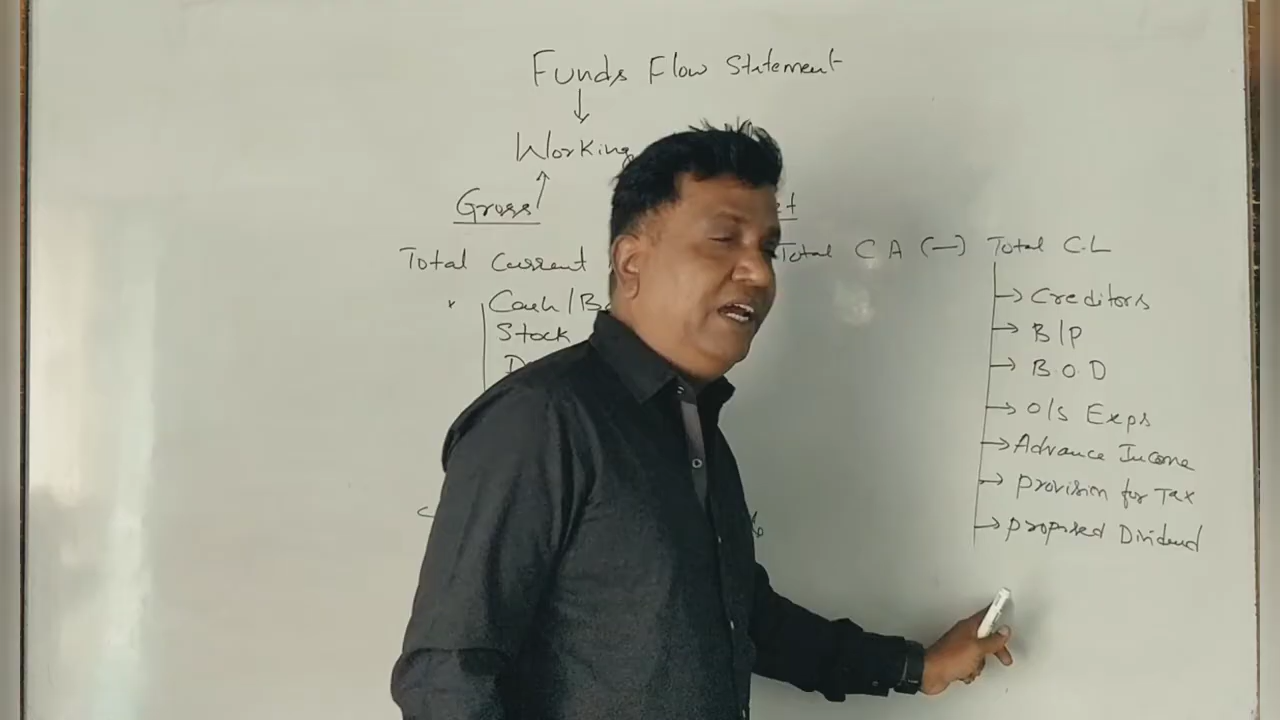 Funds Flow Statement
Working
Gross
Total Current
Total C A (—) Total C.L
Cash/B
Stock
Creditors
B/P
B.O.D
O/s Exps
Advance Income
provision for Tax
proposed Dividend